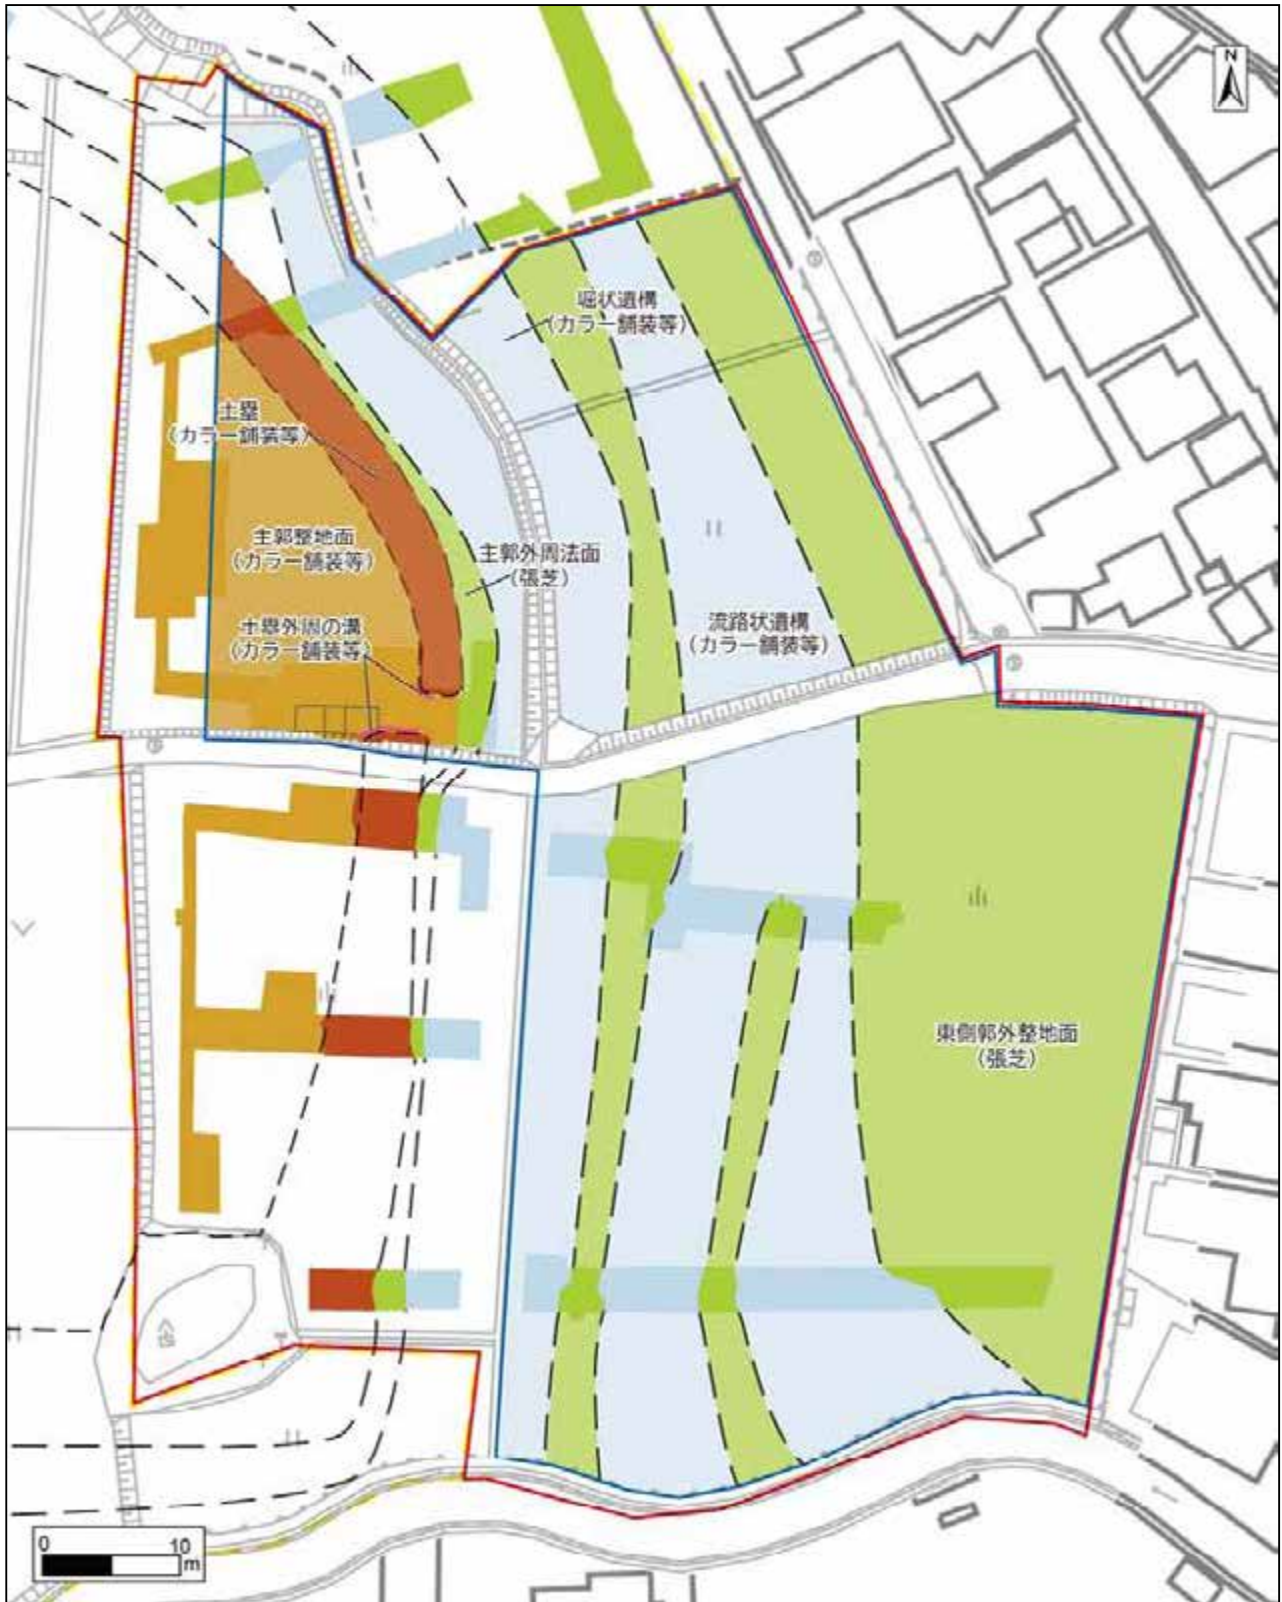 N
堀状遺構
(カラー舗装等)
土塁
(カラー舗装等)
主郭整地面
(カラー舗装等)
主郭外周法面
(張芝)
土塁外周の溝
(カラー舗装等)
流路状遺構
(カラー舗装等)
東側郭外整地面
(張芝)
0 10
m